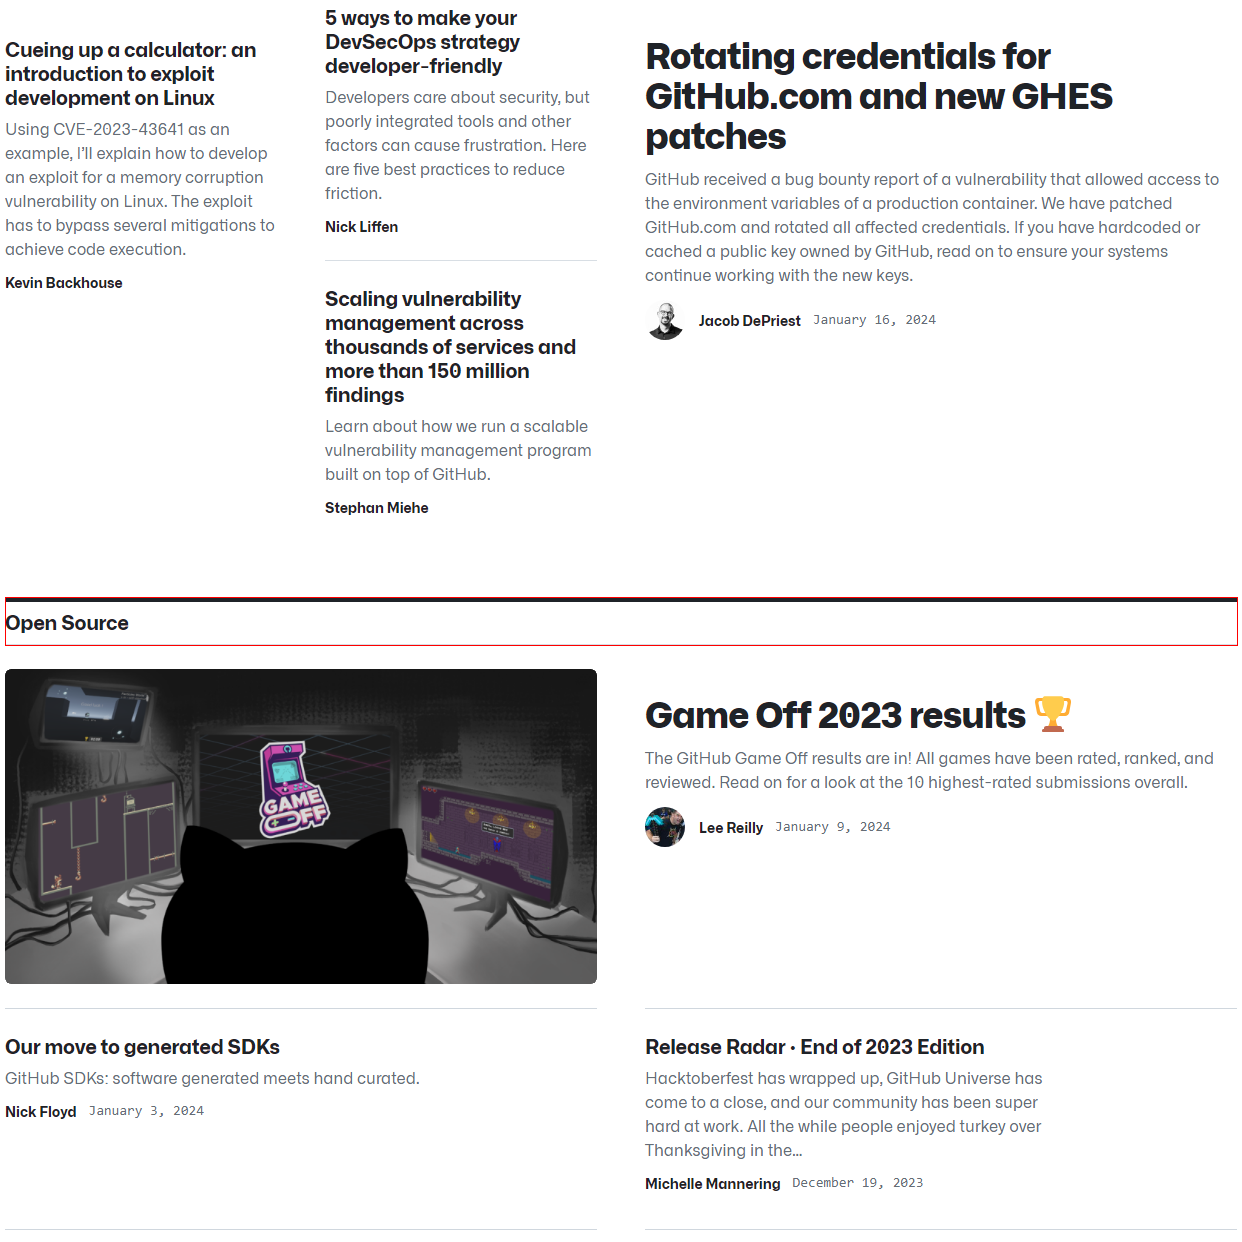 Cueing up a calculator: an
introduction to exploit
development on Linux
Using CVE-2023-43641 as an
example, I’ll explain how to develop
an exploit for a memory corruption
vulnerability on Linux. The exploit
has to bypass several mitigations to
achieve code execution.
Kevin Backhouse
5 ways to make your
DevSecOps strategy
developer-friendly
Developers care about security, but
poorly integrated tools and other
factors can cause frustration. Here
are five best practices to reduce
friction.
Nick Liffen
Scaling vulnerability
management across
thousands of services and
more than 150 million
findings
Learn about how we run a scalable
vulnerability management program
built on top of GitHub.
Stephan Miehe
Rotating credentials for
GitHub.com and new GHES
patches
GitHub received a bug bounty report of a vulnerability that allowed access to
the environment variables of a production container. We have patched
GitHub.com and rotated all affected credentials. If you have hardcoded or
cached a public key owned by GitHub, read on to ensure your systems
continue working with the new keys.
Jacob DePriest January 16, 2024
Open Source
GAME
OFF
Game Off 2023 results 🏆
The GitHub Game Off results are in! All games have been rated, ranked, and
reviewed. Read on for a look at the 10 highest-rated submissions overall.
Lee Reilly January 9, 2024
Our move to generated SDKs
GitHub SDKs: software generated meets hand curated.
Nick Floyd January 3, 2024
Release Radar · End of 2023 Edition
Hacktoberfest has wrapped up, GitHub Universe has
come to a close, and our community has been super
hard at work. All the while people enjoyed turkey over
Thanksgiving in the…
Michelle Mannering December 19, 2023